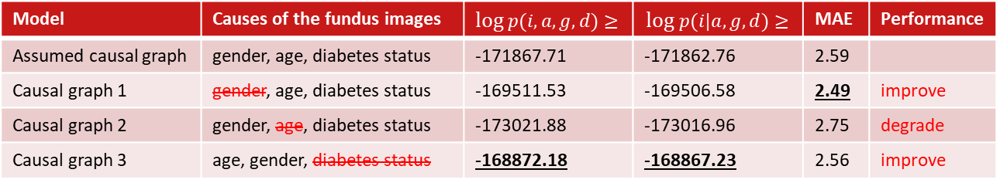 Model Causes of the fundus images log p(i, a, g, d) ≥ log p(i|a, g, d) ≥ MAE Performance
Assumed causal graph gender, age, diabetes status -171867.71 -171862.76 2.59
Causal graph 1 gender, age, diabetes status -169511.53 -169506.58 2.49 improve
Causal graph 2 gender, age, diabetes status -173021.88 -173016.96 2.75 degrade
Causal graph 3 age, gender, diabetes status -168872.18 -168867.23 2.56 improve